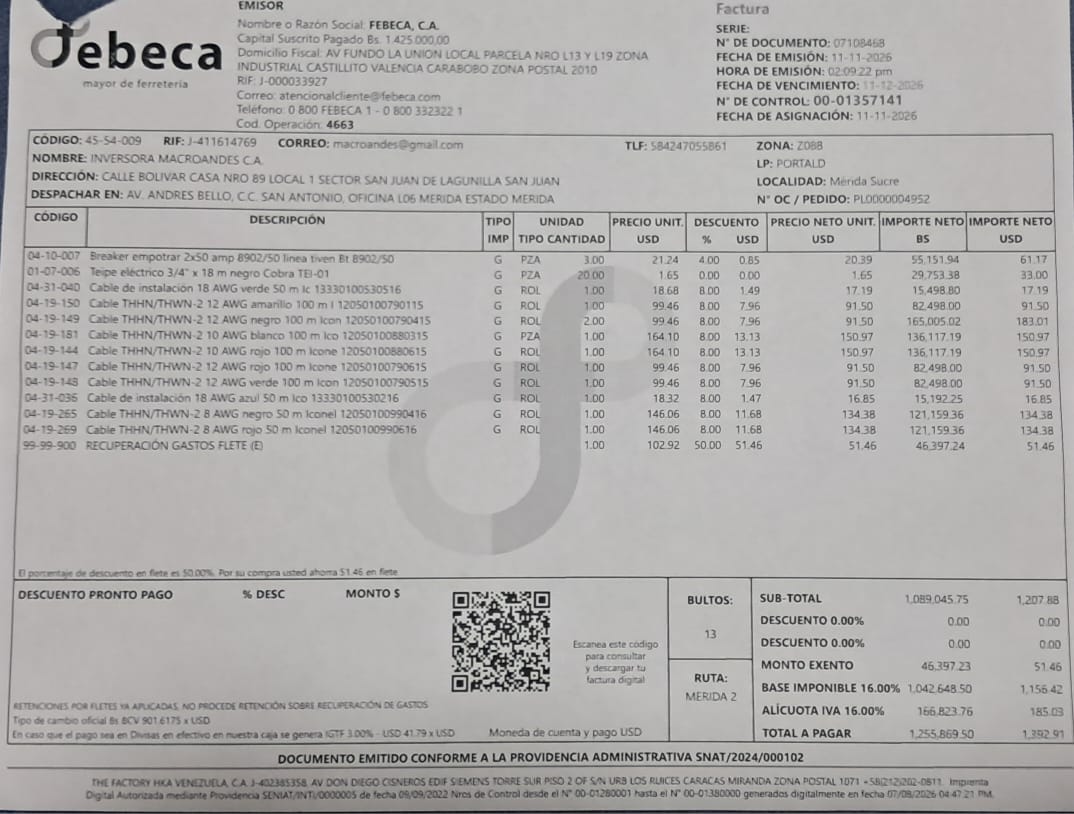 EMISOR
Febeca
mayor de ferretería
Nombre o Razón Social: FEBECA, C.A.
Capital Suscrito Pagado Bs. 1.425.000,00
Domicilio Fiscal: AV FUNDO LA UNION LOCAL PARCELA NRO L13 Y L19 ZONA
INDUSTRIAL CASTILLITO VALENCIA CARABOBO ZONA POSTAL 2010
RIF: J-000033927
Correo: atencionalcliente@febeca.com
Teléfono: 0 800 FEBECA 1 - 0 800 332322 1
Cod. Operación: 4663
Factura
SERIE:
N° DE DOCUMENTO: 07108468
FECHA DE EMISIÓN: 11-11-2026
HORA DE EMISIÓN: 02:09:22 pm
FECHA DE VENCIMIENTO: 11-12-2026
N° DE CONTROL: 00-01357141
FECHA DE ASIGNACIÓN: 11-11-2026
CÓDIGO: 45-54-009 RIF: J-411614769 CORREO: macroandes@gmail.com TLF: 584247055861 ZONA: Z088
NOMBRE: INVERSORA MACROANDES C.A. LP: PORTALD
DIRECCIÓN: CALLE BOLIVAR CASA NRO 89 LOCAL 1 SECTOR SAN JUAN DE LAGUNILLA SAN JUAN LOCALIDAD: Mérida Sucre
DESPACHAR EN: AV. ANDRES BELLO, C.C. SAN ANTONIO, OFICINA L06 MERIDA ESTADO MERIDA N° OC / PEDIDO: PL0000004952
CÓDIGO DESCRIPCIÓN TIPO UNIDAD PRECIO UNIT. DESCUENTO PRECIO NETO UNIT. IMPORTE NETO IMPORTE NETO
IMP TIPO CANTIDAD USD % USD USD BS USD
04-10-007 Breaker empotrar 2x50 amp 8902/50 linea tiven Bt 8902/50 G PZA 3.00 21.24 4.00 0.85 20.39 55,151.94 61.17
01-07-006 Teipe eléctrico 3/4" x 18 m negro Cobra TEI-01 G PZA 20.00 1.65 0.00 0.00 1.65 29,753.38 33.00
04-31-040 Cable de instalación 18 AWG verde 50 m Ic 13330100530516 G ROL 1.00 18.68 8.00 1.49 17.19 15,498.80 17.19
04-19-150 Cable THHN/THWN-2 12 AWG amarillo 100 m I 12050100790115 G ROL 1.00 99.46 8.00 7.96 91.50 82,498.00 91.50
04-19-149 Cable THHN/THWN-2 12 AWG negro 100 m Icon 12050100790415 G ROL 2.00 99.46 8.00 7.96 91.50 165,005.02 183.01
04-19-181 Cable THHN/THWN-2 10 AWG blanco 100 m Ico 12050100880315 G PZA 1.00 164.10 8.00 13.13 150.97 136,117.19 150.97
04-19-144 Cable THHN/THWN-2 10 AWG rojo 100 m Icone 12050100880615 G ROL 1.00 164.10 8.00 13.13 150.97 136,117.19 150.97
04-19-147 Cable THHN/THWN-2 12 AWG rojo 100 m Icone 12050100790615 G ROL 1.00 99.46 8.00 7.96 91.50 82,498.00 91.50
04-19-148 Cable THHN/THWN-2 12 AWG verde 100 m Icon 12050100790515 G ROL 1.00 99.46 8.00 7.96 91.50 82,498.00 91.50
04-31-036 Cable de instalación 18 AWG azul 50 m Ico 13330100530216 G ROL 1.00 18.32 8.00 1.47 16.85 15,192.25 16.85
04-19-265 Cable THHN/THWN-2 8 AWG negro 50 m Iconel 12050100990416 G ROL 1.00 146.06 8.00 11.68 134.38 121,159.36 134.38
04-19-269 Cable THHN/THWN-2 8 AWG rojo 50 m Iconel 12050100990616 G ROL 1.00 146.06 8.00 11.68 134.38 121,159.36 134.38
99-99-900 RECUPERACIÓN GASTOS FLETE (E) 1.00 102.92 50.00 51.46 51.46 46,397.24 51.46
El porcentaje de descuento en flete es 50.00%. Por su compra usted ahorra 51.46 en flete
DESCUENTO PRONTO PAGO % DESC MONTO $
Escanea este código
para consultar
y descargar tu
factura digital
BULTOS:
13
RUTA:
MERIDA 2
SUB-TOTAL 1,089,045.75 1,207.88
DESCUENTO 0.00% 0.00 0.00
DESCUENTO 0.00% 0.00 0.00
MONTO EXENTO 46,397.23 51.46
BASE IMPONIBLE 16.00% 1,042,648.50 1,156.42
ALÍCUOTA IVA 16.00% 166,823.76 185.03
TOTAL A PAGAR 1,255,869.50 1,392.91
RETENCIONES POR FLETES YA APLICADAS, NO PROCEDE RETENCIÓN SOBRE RECUPERACIÓN DE GASTOS
Tipo de cambio oficial Bs BCV 901.6175 x USD
En caso que el pago sea en Divisas en efectivo en nuestra caja se genera IGTF 3.00% - USD 41.79 x USD Moneda de cuenta y pago USD
DOCUMENTO EMITIDO CONFORME A LA PROVIDENCIA ADMINISTRATIVA SNAT/2024/000102
THE FACTORY HKA VENEZUELA, C.A. J-402385358, AV DON DIEGO CISNEROS EDIF SIEMENS TORRE SUR PISO 2 OF S/N URB LOS RUICES CARACAS MIRANDA ZONA POSTAL 1071 +58(212)202-0811. Imprenta
Digital Autorizada mediante Providencia SENIAT/INTI/0000005 de fecha 09/09/2022 Nros de Control desde el N° 00-01280001 hasta el N° 00-01380000 generados digitalmente en fecha 07/08/2026 04:47:21 PM.